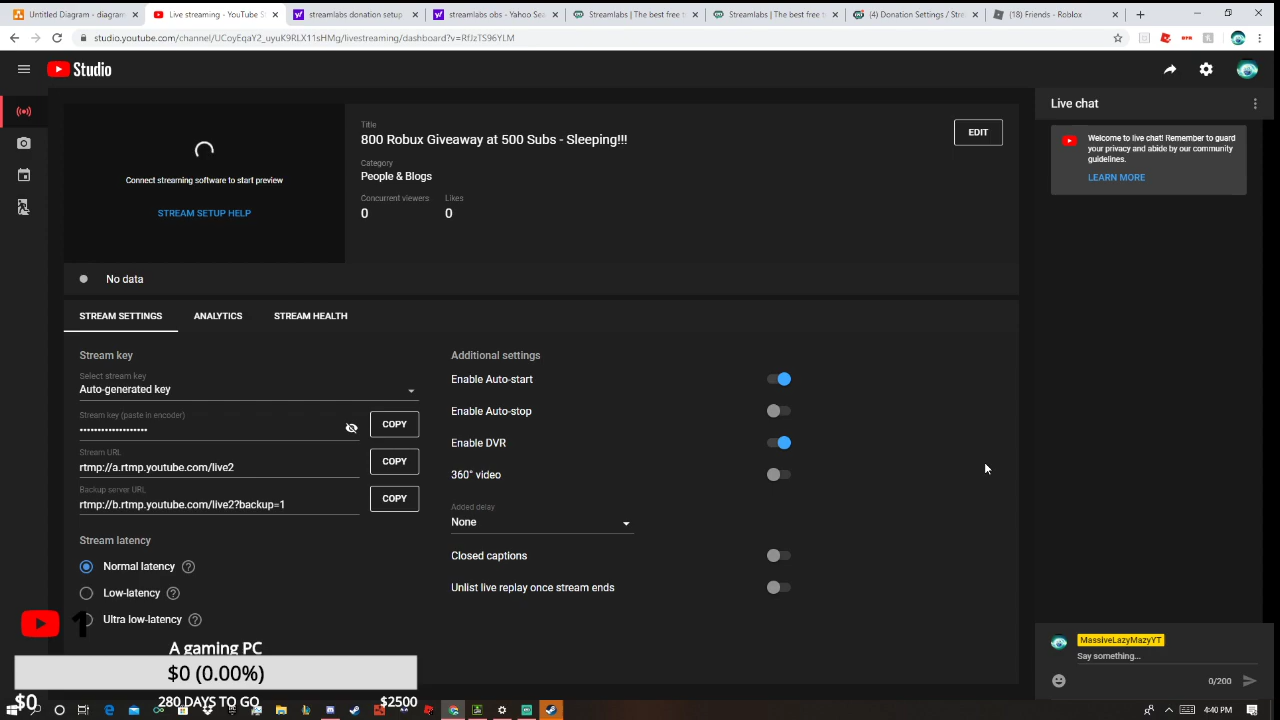 Untitled Diagram - diagram
Live streaming - YouTube S
streamlabs donation setup
streamlabs obs - Yahoo Sea
Streamlabs | The best free t
Streamlabs | The best free t
(4) Donation Settings / Stre
(18) Friends - Roblox
studio.youtube.com/channel/UCoyEqaY2_uyuK9RLX11sHMg/livestreaming/dashboard?v=RfJzTS96YLM
Studio
Connect streaming software to start preview
STREAM SETUP HELP
Title
800 Robux Giveaway at 500 Subs - Sleeping!!!
EDIT
Category
People & Blogs
Concurrent viewers
Likes
0
0
No data
STREAM SETTINGS
ANALYTICS
STREAM HEALTH
Stream key
Select stream key
Auto-generated key
Stream key (paste in encoder)
••••••••••••••••••••
COPY
Stream URL
rtmp://a.rtmp.youtube.com/live2
COPY
Backup server URL
rtmp://b.rtmp.youtube.com/live2?backup=1
COPY
Stream latency
Normal latency
Low-latency
Ultra low-latency
Additional settings
Enable Auto-start
Enable Auto-stop
Enable DVR
360° video
Added delay
None
Closed captions
Unlist live replay once stream ends
Live chat
Welcome to live chat! Remember to guard
your privacy and abide by our community
guidelines.
LEARN MORE
MassiveLazyMazyYT
Say something...
0/200
1
A gaming PC
$0 (0.00%)
$0
280 DAYS TO GO
$2500
4:40 PM